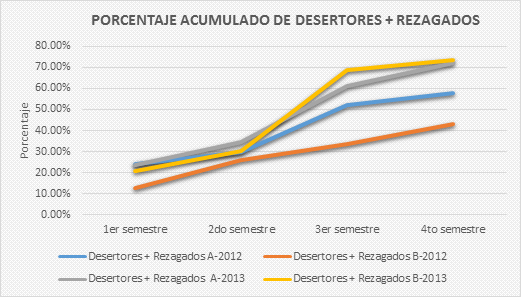 PORCENTAJE ACUMULADO DE DESERTORES + REZAGADOS
80.00%
70.00%
60.00%
50.00%
40.00%
30.00%
20.00%
10.00%
0.00%
Porcentaje
1er semestre 2do semestre 3er semestre 4to semestre
Desertores + Rezagados A-2012 Desertores + Rezagados B-2012
Desertores + Rezagados A-2013 Desertores + Rezagados B-2013